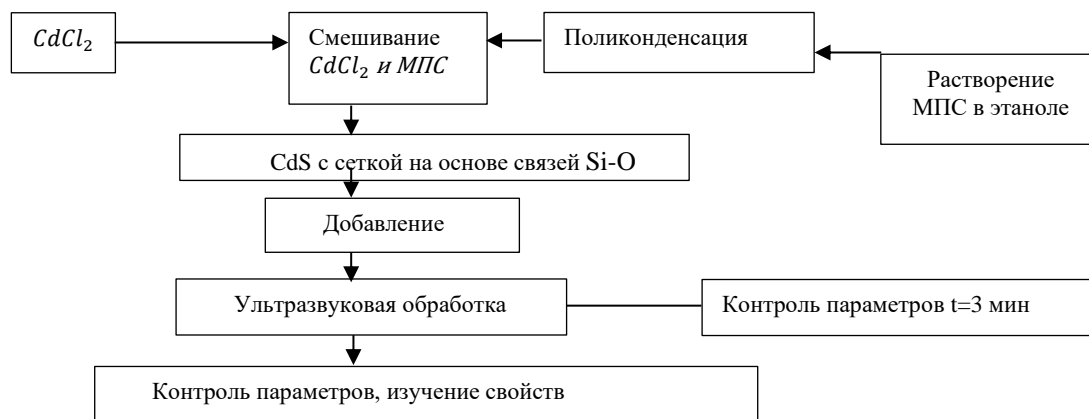 CdCl₂
Смешивание
CdCl₂ и МПС
Поликонденсация
Растворение
МПС в этаноле
CdS с сеткой на основе связей Si-O
Добавление
Ультразвуковая обработка
Контроль параметров t=3 мин
Контроль параметров, изучение свойств